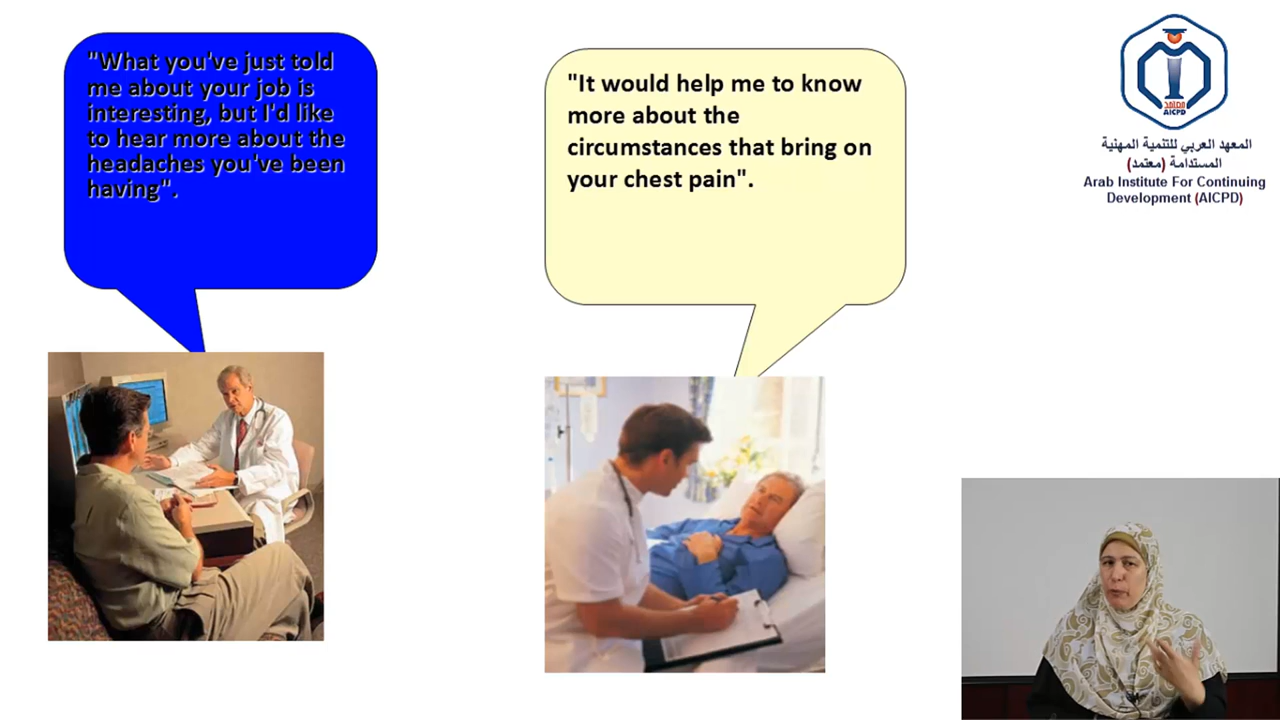 "What you've just told
me about your job is
interesting, but I'd like
to hear more about the
headaches you've been
having".
"It would help me to know
more about the
circumstances that bring on
your chest pain".
معتمد
AICPD
المعهد العربي للتنمية المهنية
المستدامة (معتمد)
Arab Institute For Continuing
Development (AICPD)